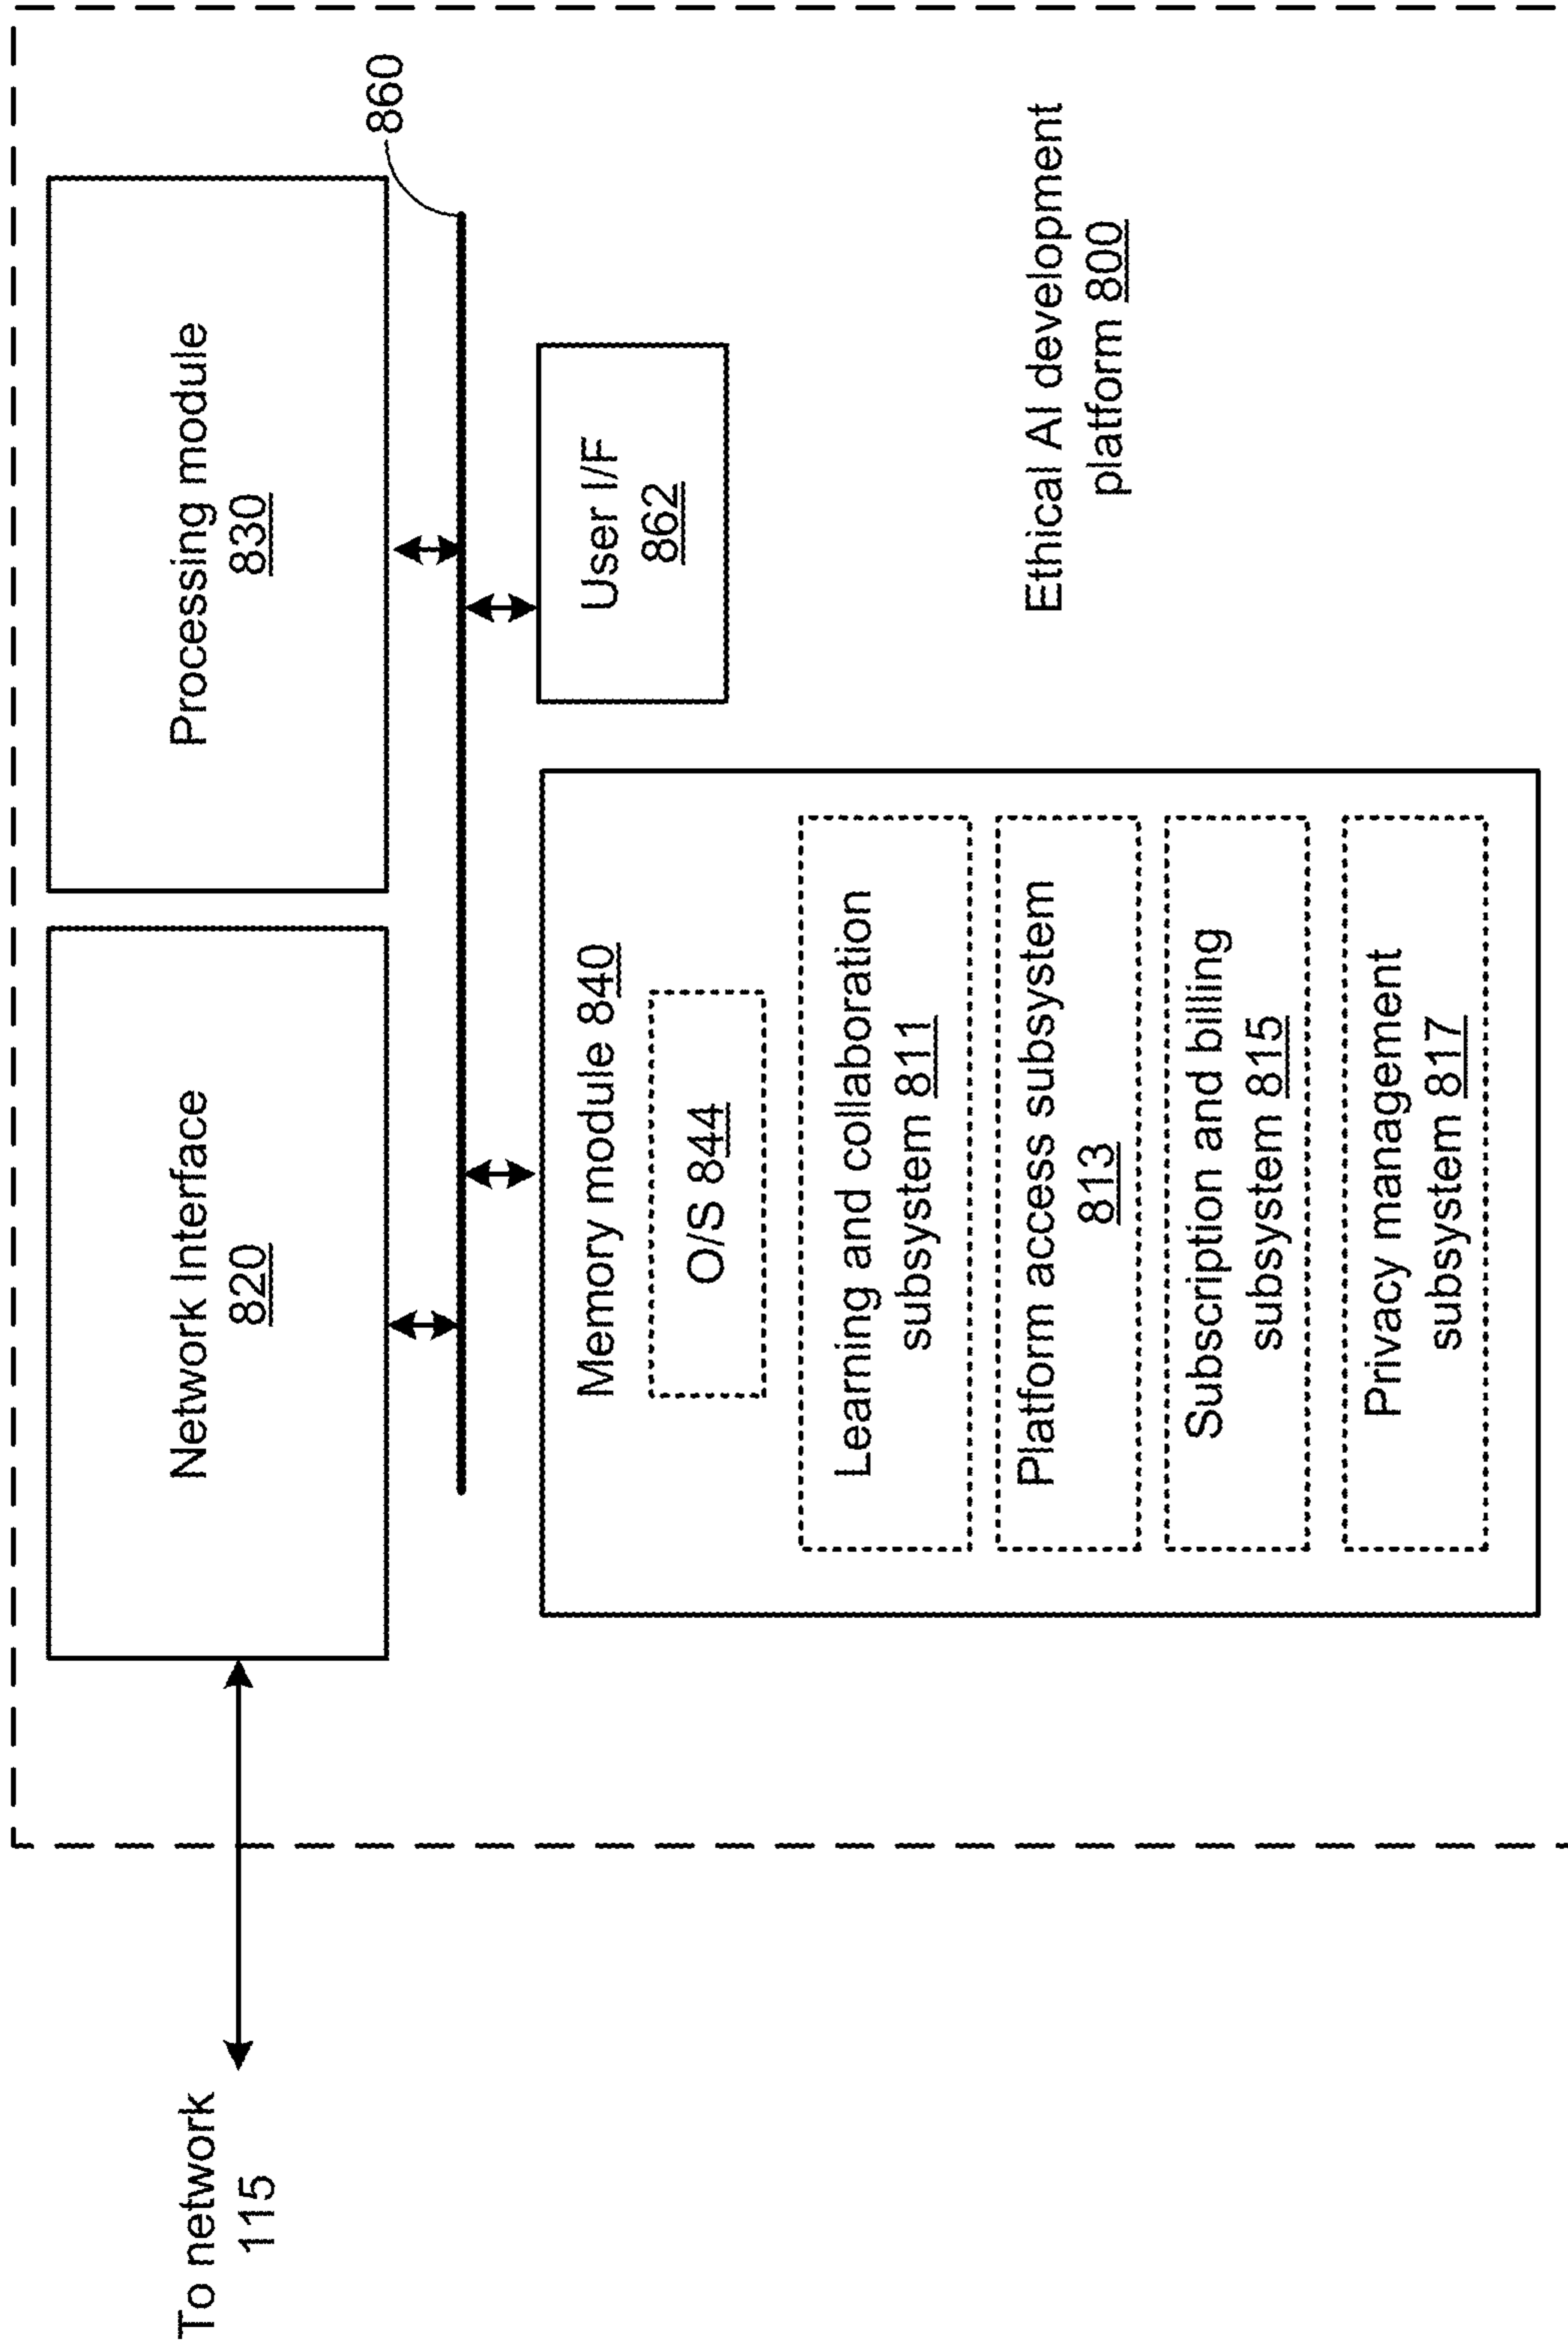 To network
115
Network Interface
820
Processing module
830
860
Memory module 840
O/S 844
Learning and collaboration
subsystem 811
Platform access subsystem
813
Subscription and billing
subsystem 815
Privacy management
subsystem 817
User I/F
862
Ethical AI development
platform 800